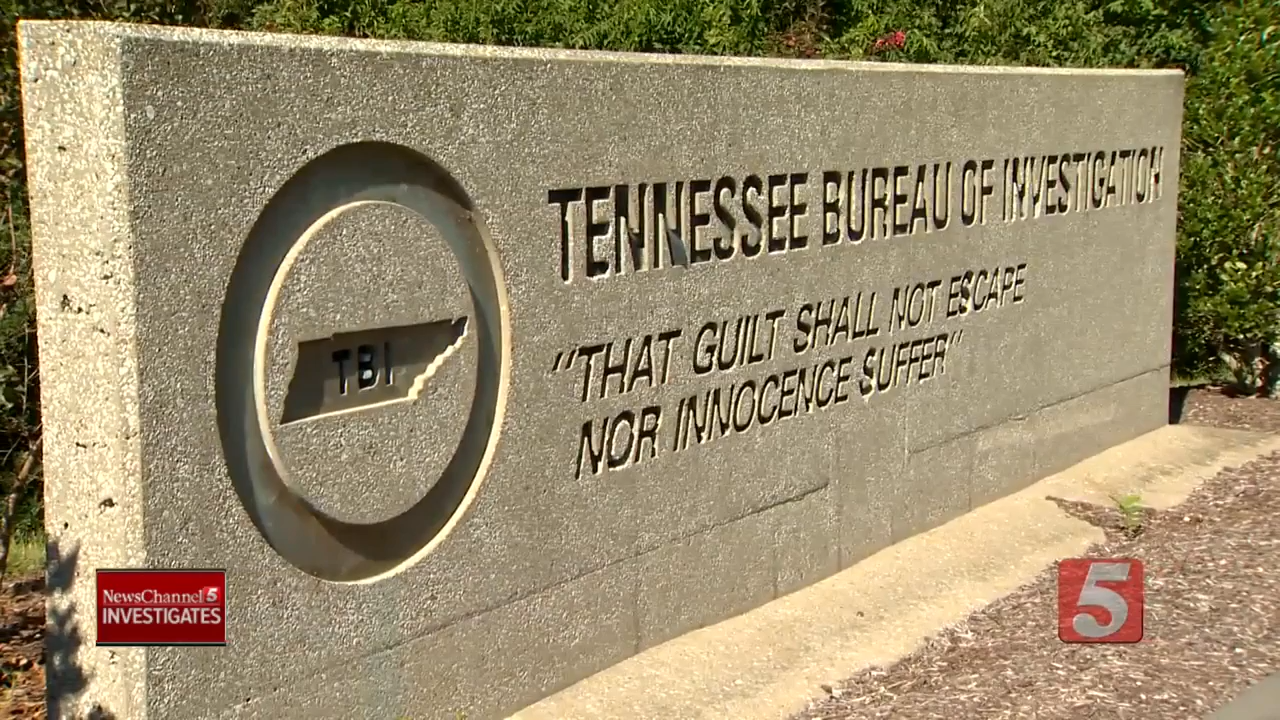 TENNESSEE BUREAU OF INVESTIGATION
"THAT GUILT SHALL NOT ESCAPE
NOR INNOCENCE SUFFER"
TBI
NewsChannel 5
INVESTIGATES
5